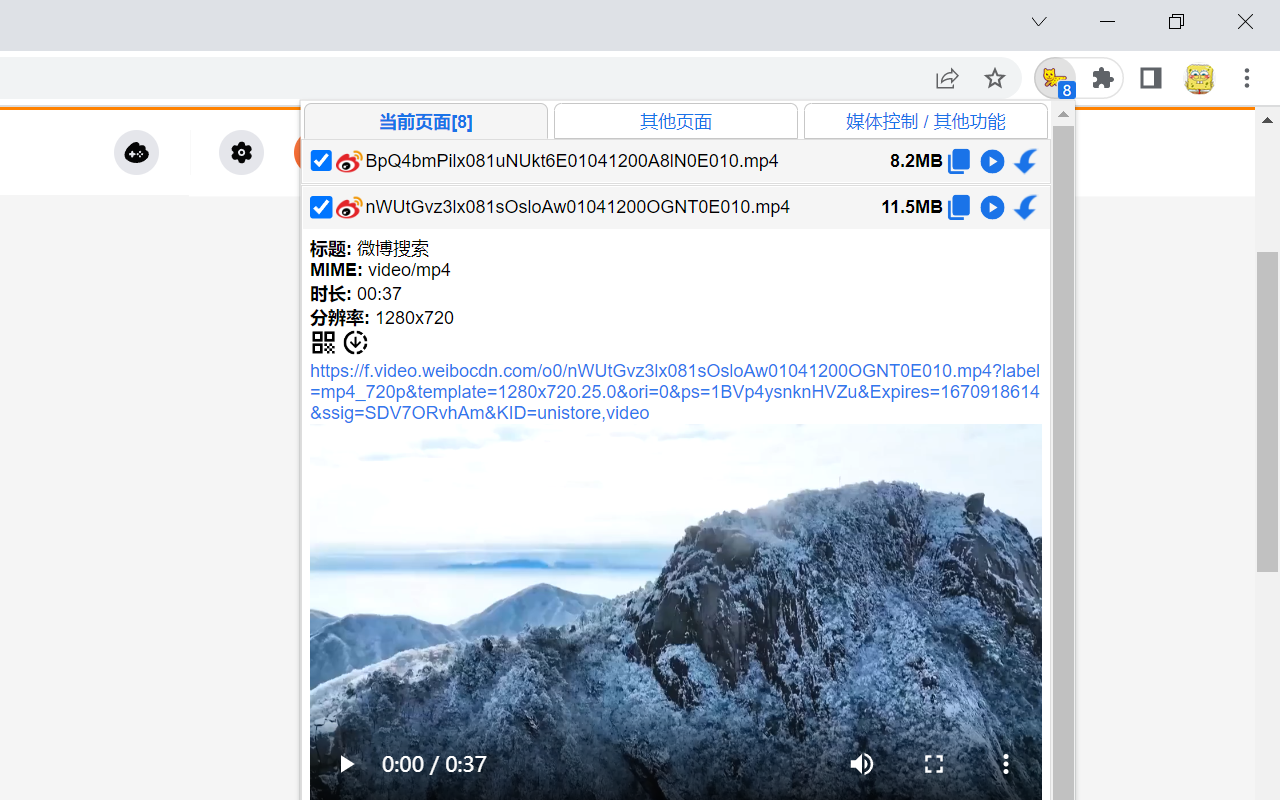 8
当前页面[8]
其他页面
媒体控制 / 其他功能
BpQ4bmPilx081uNUkt6E01041200A8lN0E010.mp4 8.2MB
nWUtGvz3lx081sOsloAw01041200OGNT0E010.mp4 11.5MB
标题: 微博搜索
MIME: video/mp4
时长: 00:37
分辨率: 1280x720
https://f.video.weibocdn.com/o0/nWUtGvz3lx081sOsloAw01041200OGNT0E010.mp4?label
=mp4_720p&template=1280x720.25.0&ori=0&ps=1BVp4ysnknHVZu&Expires=1670918614
&ssig=SDV7ORvhAm&KID=unistore,video
0:00 / 0:37